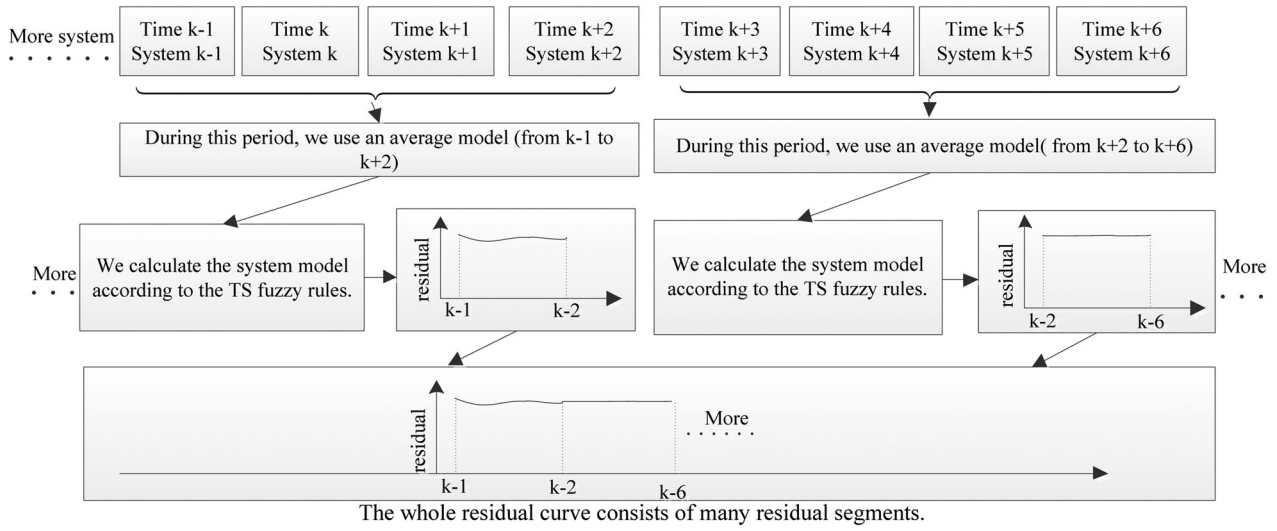 More system
. . . . . .
Time k-1
System k-1
Time k
System k
Time k+1
System k+1
Time k+2
System k+2
Time k+3
System k+3
Time k+4
System k+4
Time k+5
System k+5
Time k+6
System k+6
During this period, we use an average model (from k-1 to
k+2)
During this period, we use an average model( from k+2 to k+6)
More
. . .
We calculate the system model
according to the TS fuzzy rules.
residual
k-1
k-2
We calculate the system model
according to the TS fuzzy rules.
residual
k-2
k-6
More
. . .
residual
k-1
k-2
k-6
More
. . . . . .
The whole residual curve consists of many residual segments.